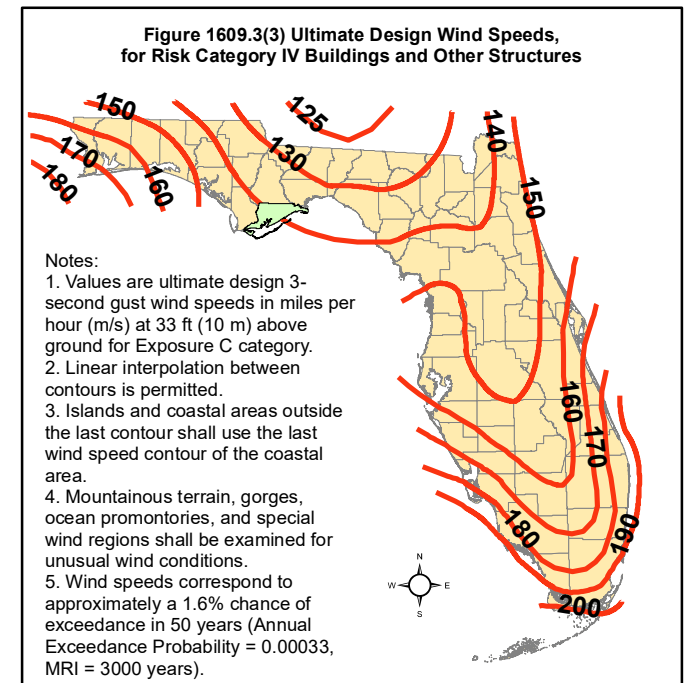 Figure 1609.3(3) Ultimate Design Wind Speeds,
for Risk Category IV Buildings and Other Structures
150
125
140
170
130
180
160
150
Notes:
1. Values are ultimate design 3-
second gust wind speeds in miles per
hour (m/s) at 33 ft (10 m) above
ground for Exposure C category.
2. Linear interpolation between
contours is permitted.
3. Islands and coastal areas outside
the last contour shall use the last
wind speed contour of the coastal
area.
4. Mountainous terrain, gorges,
ocean promontories, and special
wind regions shall be examined for
unusual wind conditions.
5. Wind speeds correspond to
approximately a 1.6% chance of
exceedance in 50 years (Annual
Exceedance Probability = 0.00033,
MRI = 3000 years).
160
170
180
190
200
N
W E
S